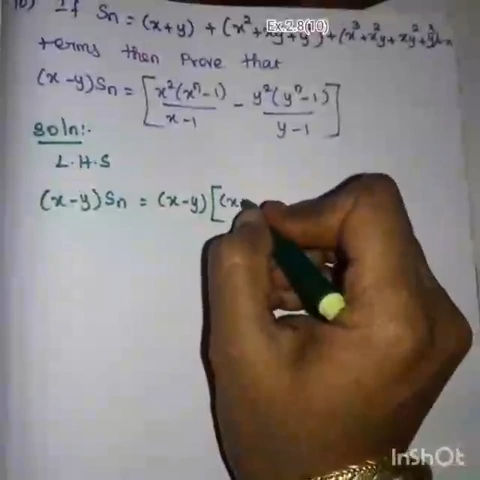 10) If Sn = (x+y) + (x²+xy+y²) + (x³+x²y+xy²+y³)+...n
Ex.2.8(10)
terms then Prove that
(x-y)Sn = [x²(xⁿ-1)/x-1 - y²(yⁿ-1)/y-1]
Soln:-
L.H.S
(x-y)Sn = (x-y)[(x
InShOt